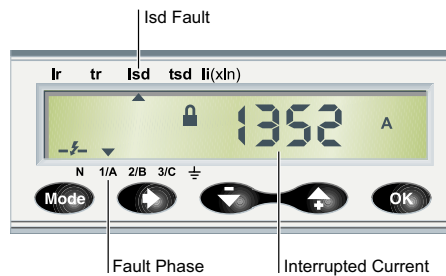 Isd Fault
Ir tr Isd tsd Ii(xIn)
1352 A
N 1/A 2/B 3/C
Mode OK
Fault Phase Interrupted Current